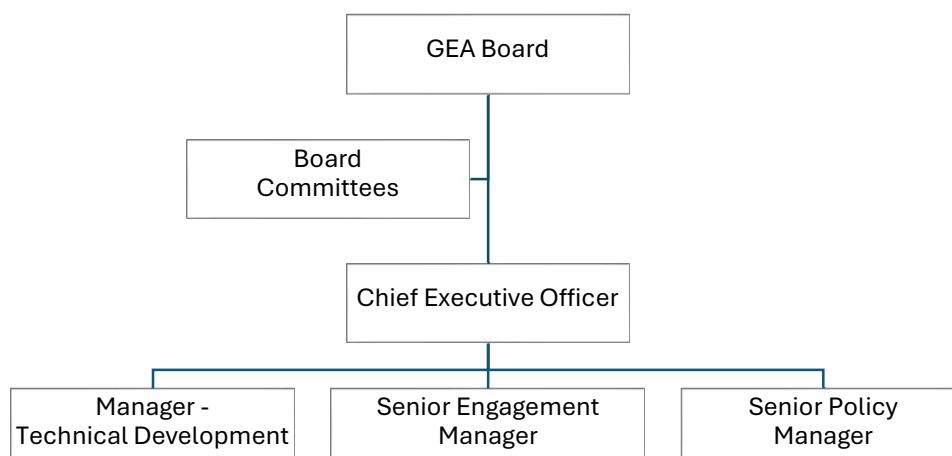 GEA Board
Board
Committees
Chief Executive Officer
Manager -
Technical Development
Senior Engagement
Manager
Senior Policy
Manager